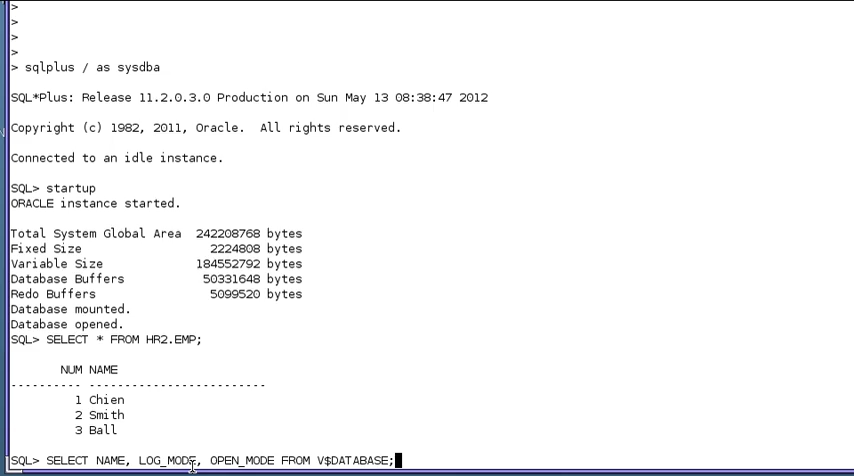 >
>
>
>
> sqlplus / as sysdba
SQL*Plus: Release 11.2.0.3.0 Production on Sun May 13 08:38:47 2012
Copyright (c) 1982, 2011, Oracle.  All rights reserved.
Connected to an idle instance.
SQL> startup
ORACLE instance started.
Total System Global Area  242208768 bytes
Fixed Size                  2224808 bytes
Variable Size             184552792 bytes
Database Buffers           50331648 bytes
Redo Buffers                5099520 bytes
Database mounted.
Database opened.
SQL> SELECT * FROM HR2.EMP;
       NUM NAME
---------- -------------------------
         1 Chien
         2 Smith
         3 Ball
SQL> SELECT NAME, LOG_MODE, OPEN_MODE FROM V$DATABASE;